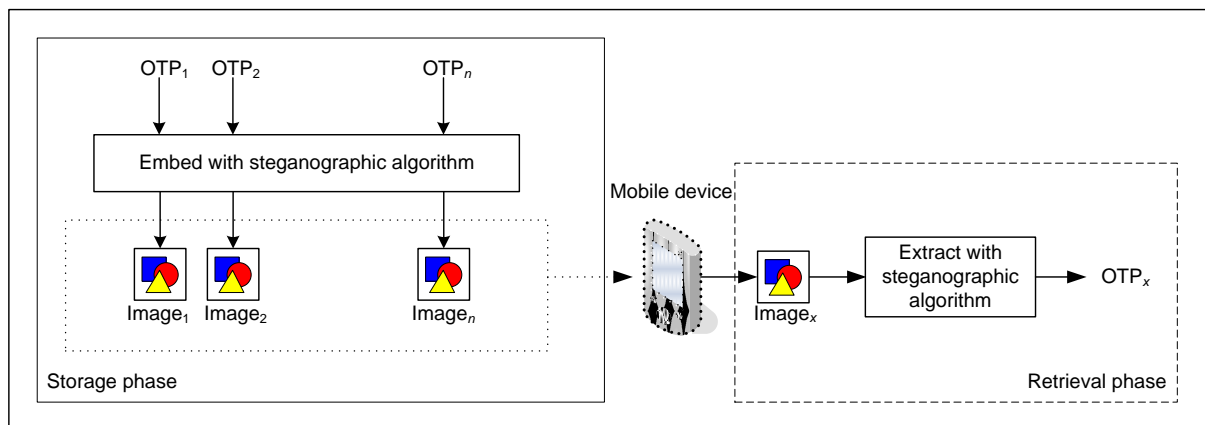 OTP₁ OTP₂ OTPₙ
Embed with steganographic algorithm
Image₁ Image₂ Imageₙ
Storage phase
Mobile device
Imageₓ
Extract with
steganographic
algorithm
OTPₓ
Retrieval phase